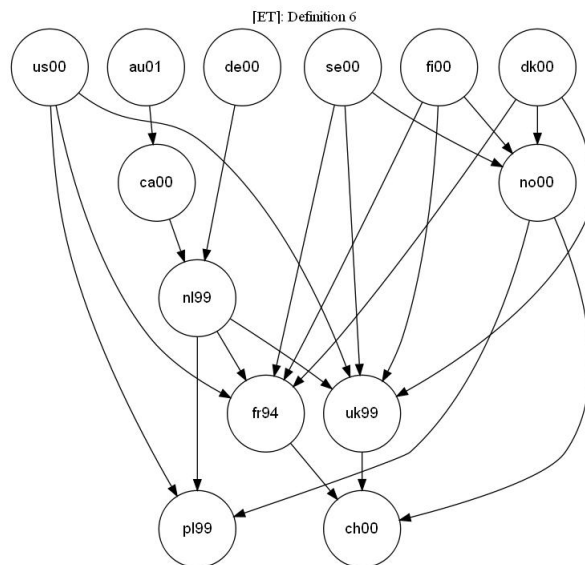 [ET]: Definition 6
us00 au01 de00 se00 fi00 dk00
ca00 no00
nl99
fr94 uk99
pl99 ch00